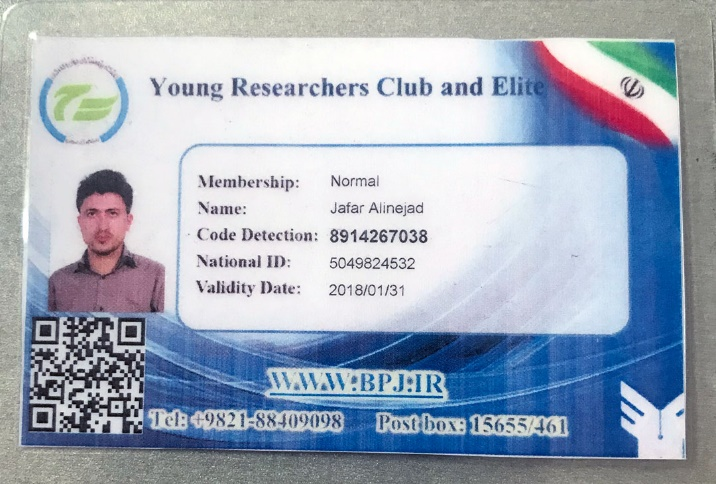 Young Researchers Club and Elite
Membership: Normal
Name: Jafar Alinejad
Code Detection: 8914267038
National ID: 5049824532
Validity Date: 2018/01/31
WWW.BPJ.IR
Tel: +9821-88409098 Post box: 15655/461